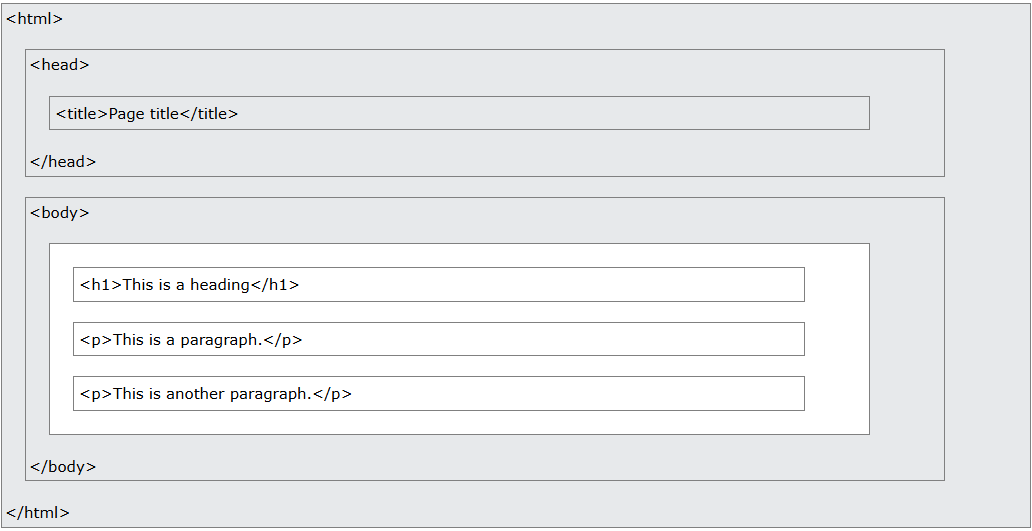 <html>
<head>
<title>Page title</title>
</head>
<body>
<h1>This is a heading</h1>
<p>This is a paragraph.</p>
<p>This is another paragraph.</p>
</body>
</html>